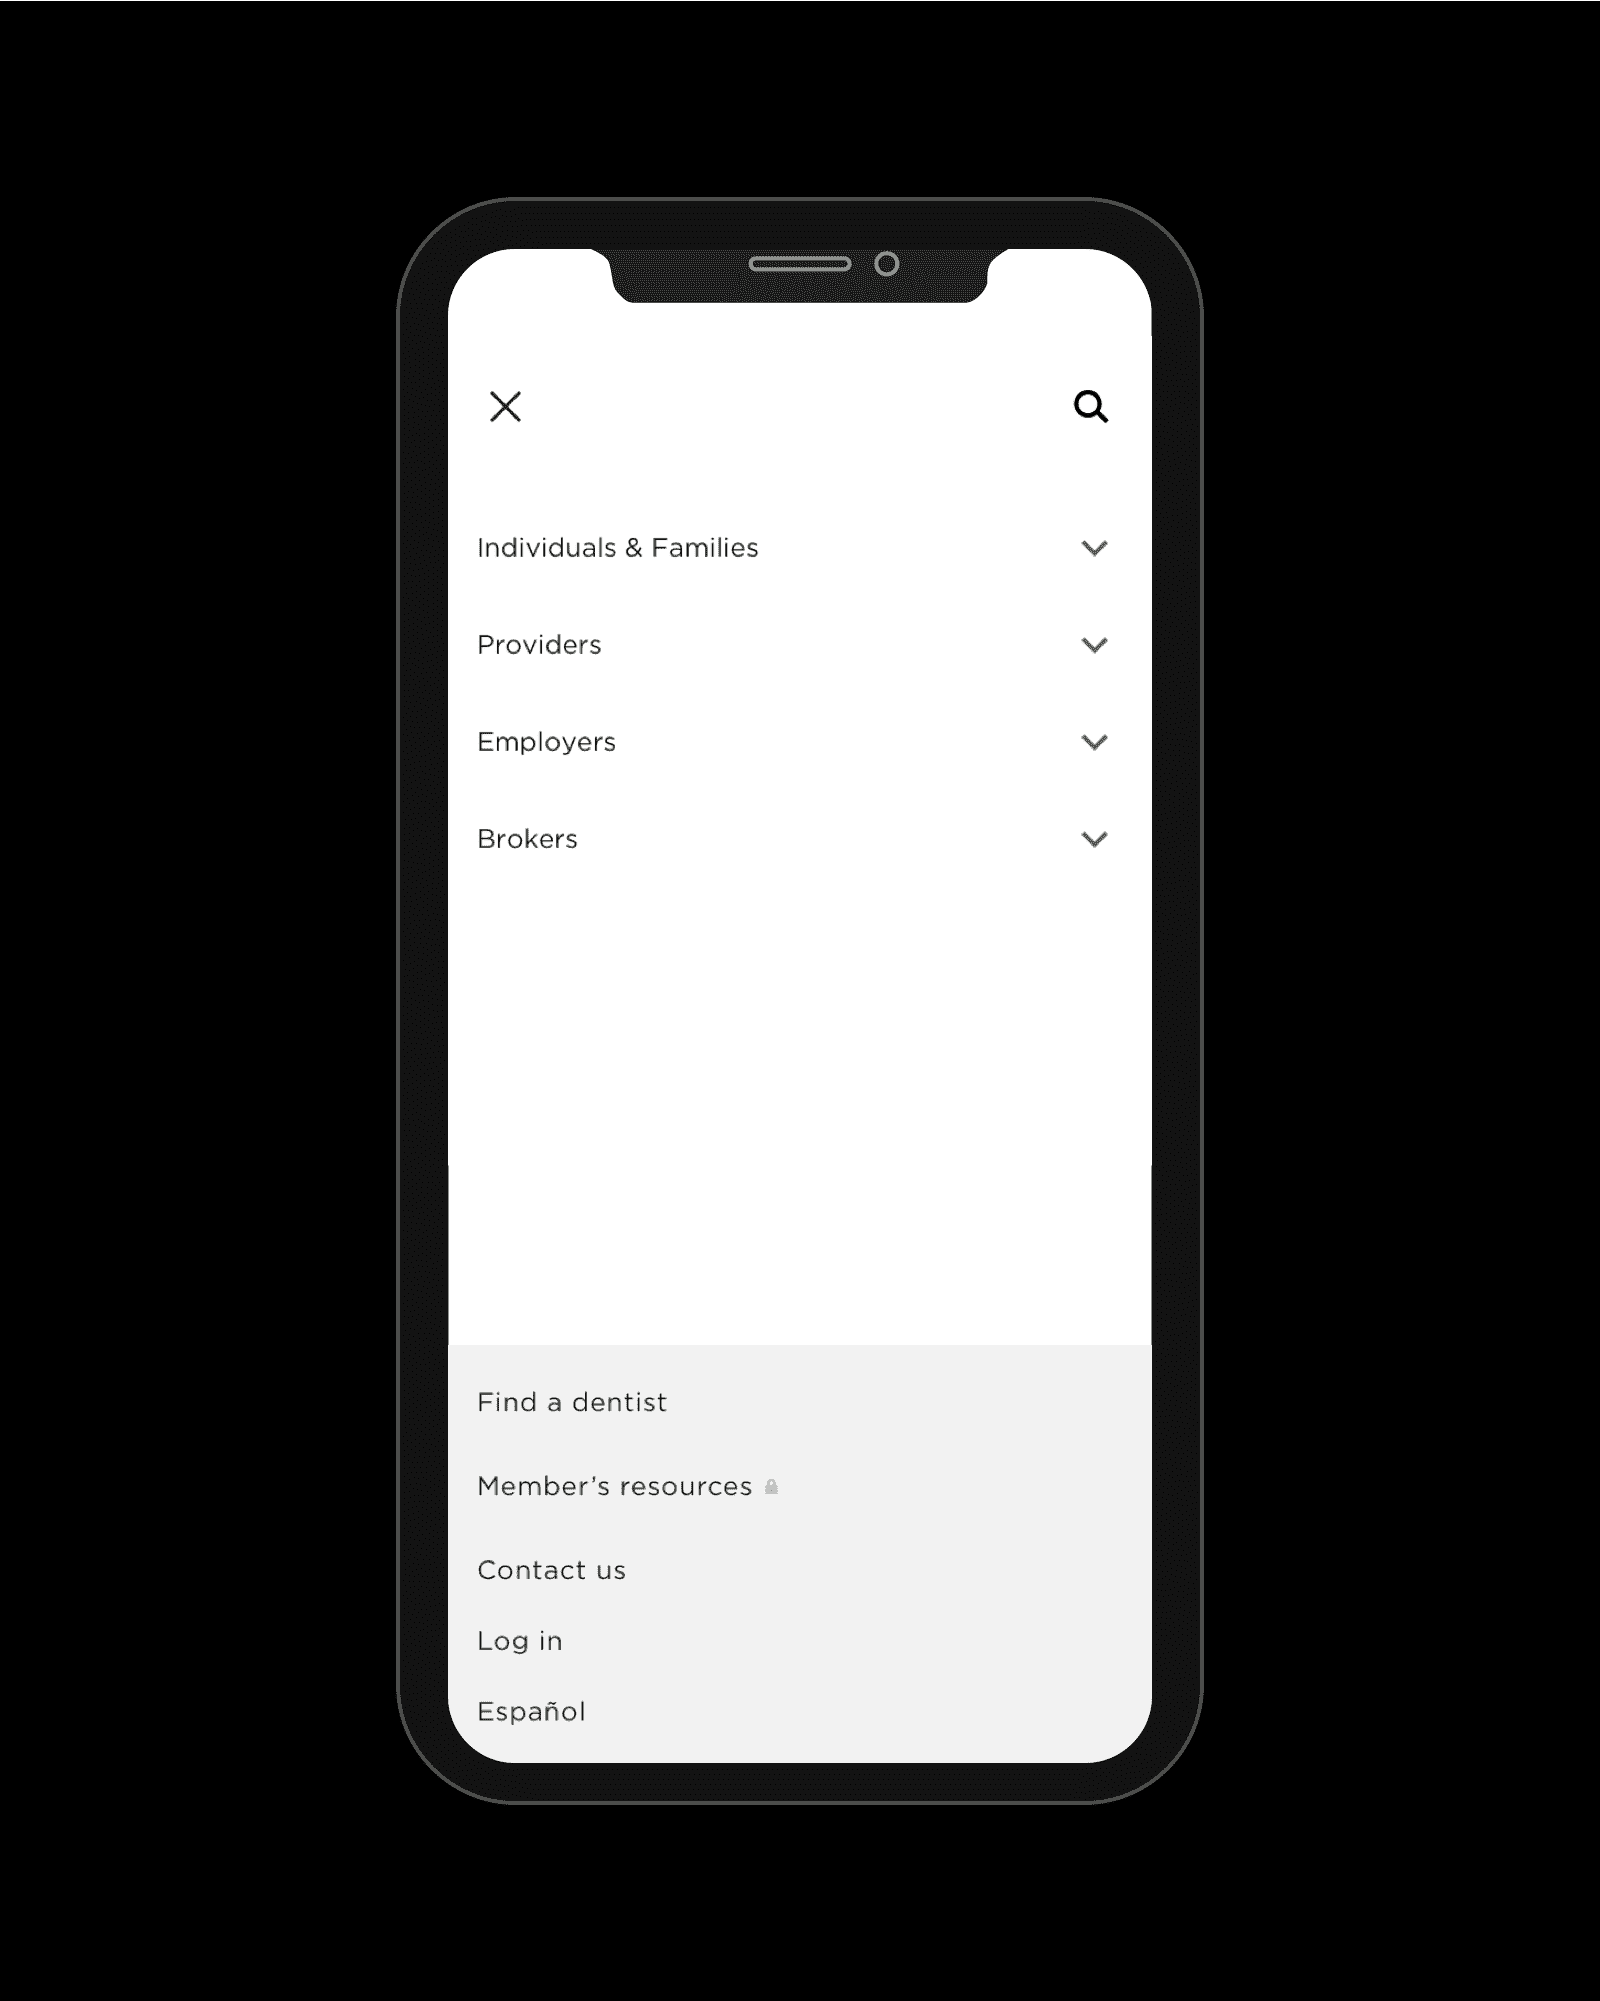 Individuals & Families
Providers
Employers
Brokers
Find a dentist
Member’s resources
Contact us
Log in
Español